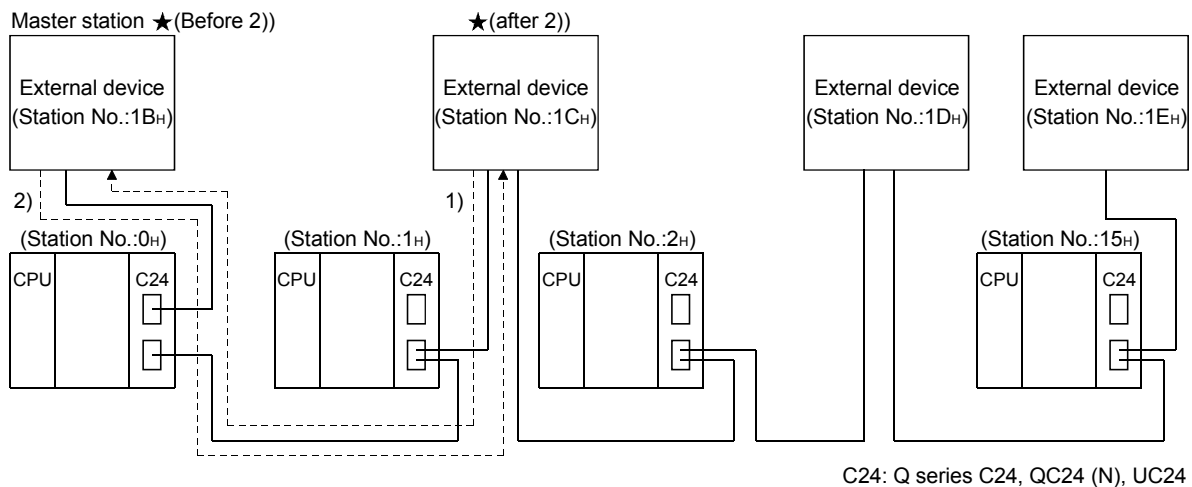 Master station ★(Before 2))
★(after 2))
External device
(Station No.:1BH)
External device
(Station No.:1CH)
External device
(Station No.:1DH)
External device
(Station No.:1EH)
2)
1)
(Station No.:0H)
(Station No.:1H)
(Station No.:2H)
(Station No.:15H)
CPU
C24
CPU
C24
CPU
C24
CPU
C24
C24: Q series C24, QC24 (N), UC24